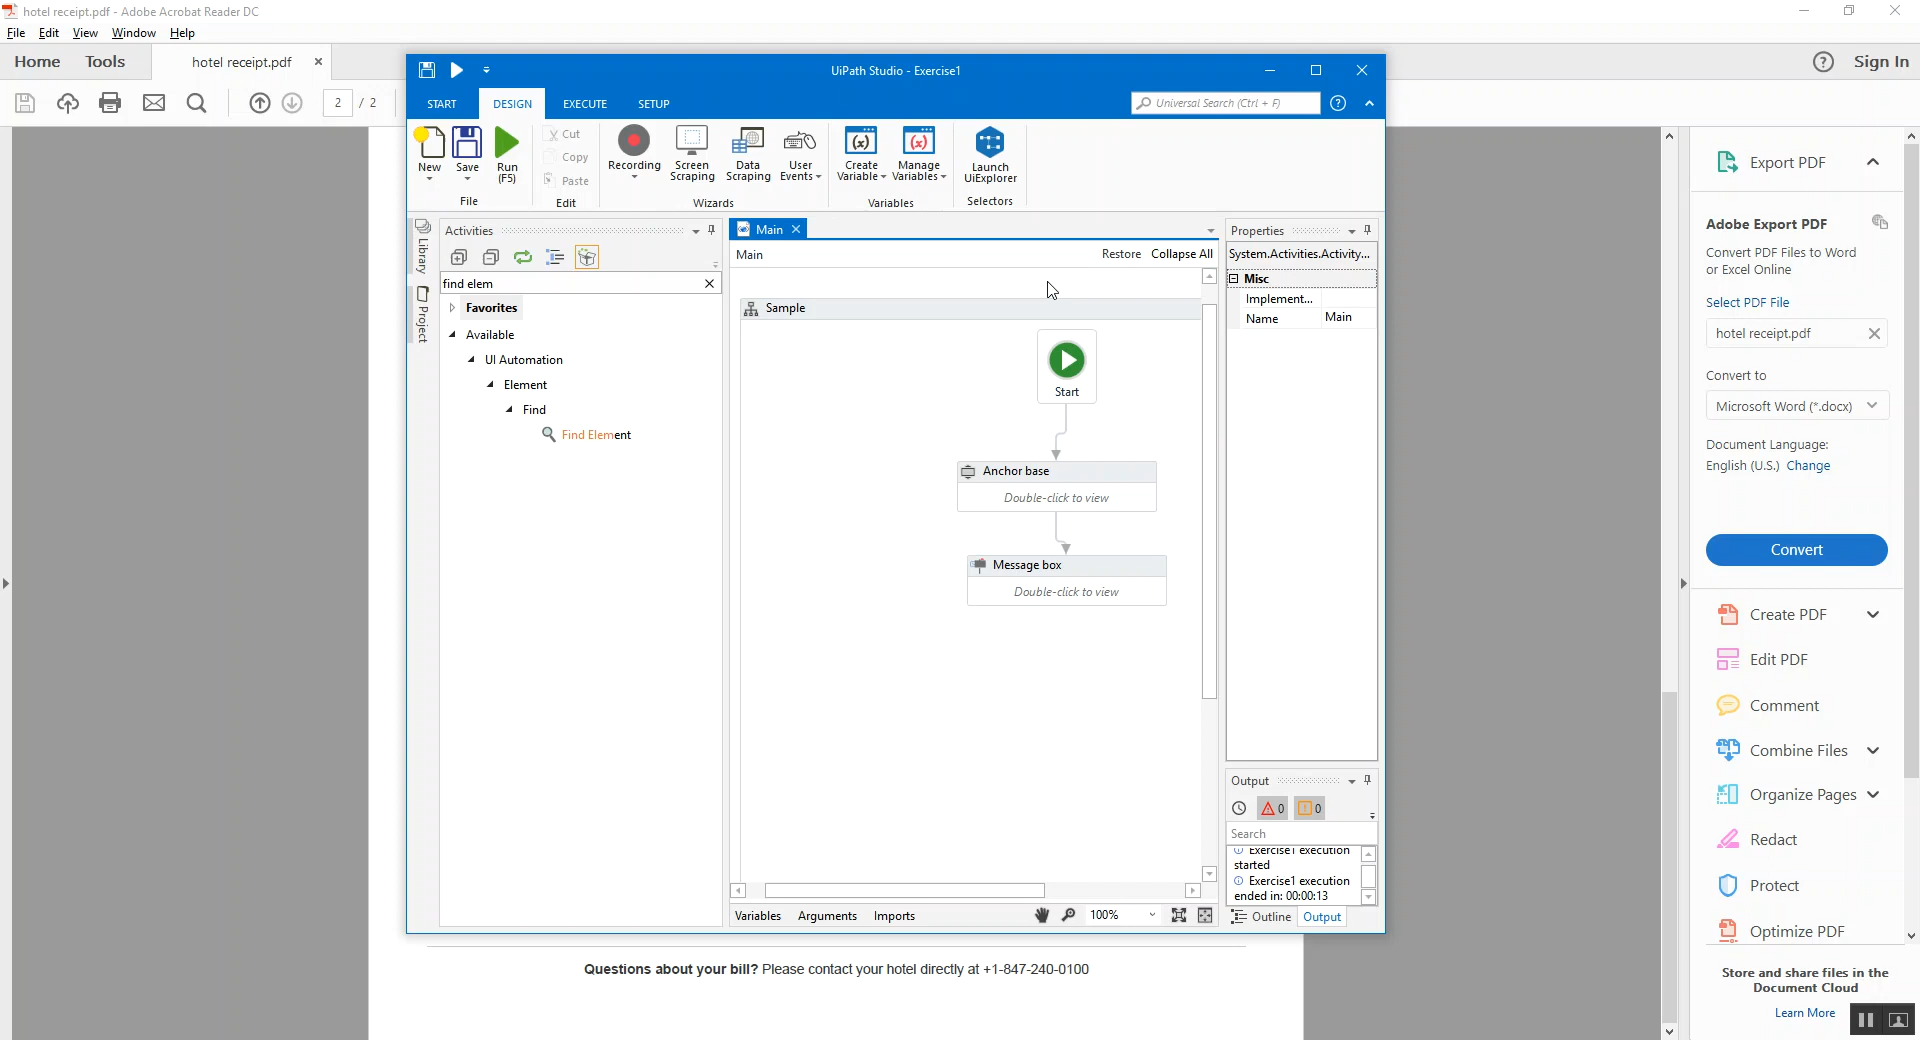 hotel receipt.pdf - Adobe Acrobat Reader DC
File Edit View Window Help
Home Tools hotel receipt.pdf
Sign In
2 / 2
UiPath Studio - Exercise1
START DESIGN EXECUTE SETUP
Universal Search (Ctrl + F)
New
Save
Run
(F5)
File
Cut
Copy
Paste
Edit
Recording
Screen
Scraping
Data
Scraping
User
Events
Wizards
Create
Variable
Manage
Variables
Variables
Launch
UiExplorer
Selectors
Library
Project
Activities
find elem
Favorites
Available
UI Automation
Element
Find
Find Element
Main
Main
Restore Collapse All
Sample
Start
Anchor base
Double-click to view
Message box
Double-click to view
Variables Arguments Imports
100%
Properties
System.Activities.Activity...
Misc
Implement...
Name Main
Output
0 0
Search
Exercise1 execution
started
Exercise1 execution
ended in: 00:00:13
Outline Output
Questions about your bill? Please contact your hotel directly at +1-847-240-0100
Export PDF
Adobe Export PDF
Convert PDF Files to Word
or Excel Online
Select PDF File
hotel receipt.pdf
Convert to
Microsoft Word (*.docx)
Document Language:
English (U.S.) Change
Convert
Create PDF
Edit PDF
Comment
Combine Files
Organize Pages
Redact
Protect
Optimize PDF
Store and share files in the
Document Cloud
Learn More